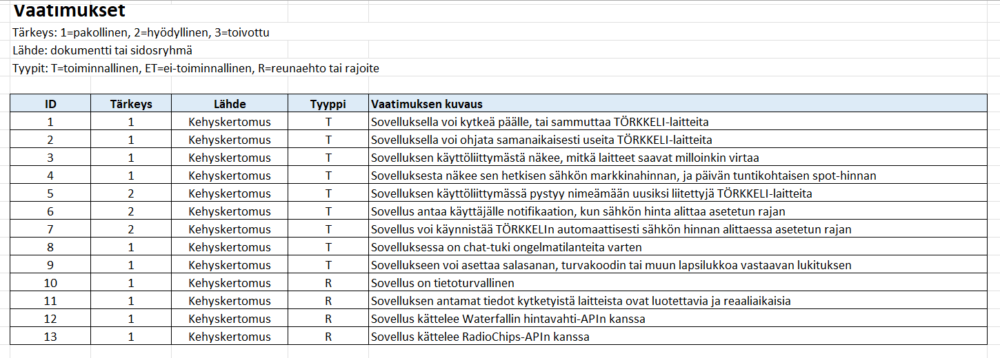 Vaatimukset
Tärkeys: 1=pakollinen, 2=hyödyllinen, 3=toivottu
Lähde: dokumentti tai sidosryhmä
Tyypit: T=toiminnallinen, ET=ei-toiminnallinen, R=reunaehto tai rajoite
ID Tärkeys Lähde Tyyppi Vaatimuksen kuvaus
1 1 Kehyskertomus T Sovelluksella voi kytkeä päälle, tai sammuttaa TÖRKKELI-laitteita
2 1 Kehyskertomus T Sovelluksella voi ohjata samanaikaisesti useita TÖRKKELI-laitteita
3 1 Kehyskertomus T Sovelluksen käyttöliittymästä näkee, mitkä laitteet saavat milloinkin virtaa
4 1 Kehyskertomus T Sovelluksesta näkee sen hetkisen sähkön markkinahinnan, ja päivän tuntikohtaisen spot-hinnan
5 2 Kehyskertomus T Sovelluksen käyttöliittymässä pystyy nimeämään uusiksi liitettyjä TÖRKKELI-laitteita
6 2 Kehyskertomus T Sovellus antaa käyttäjälle notifikaation, kun sähkön hinta alittaa asetetun rajan
7 2 Kehyskertomus T Sovellus voi käynnistää TÖRKKELIn automaattisesti sähkön hinnan alittaessa asetetun rajan
8 1 Kehyskertomus T Sovelluksessa on chat-tuki ongelmatilanteita varten
9 1 Kehyskertomus T Sovellukseen voi asettaa salasanan, turvakoodin tai muun lapsilukkoa vastaavan lukituksen
10 1 Kehyskertomus R Sovellus on tietoturvallinen
11 1 Kehyskertomus R Sovelluksen antamat tiedot kytketyistä laitteista ovat luotettavia ja reaaliaikaisia
12 1 Kehyskertomus R Sovellus kättelee Waterfallin hintavahti-APIn kanssa
13 1 Kehyskertomus R Sovellus kättelee RadioChips-APIn kanssa